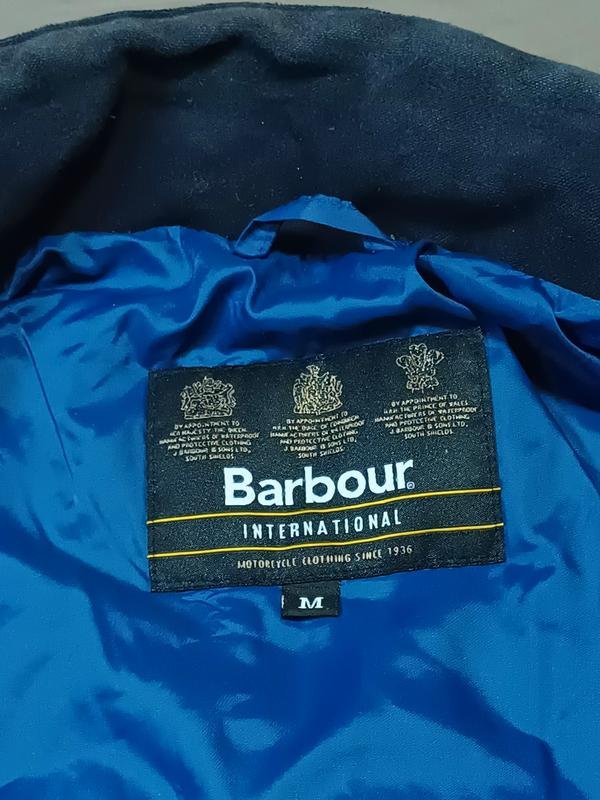 BY APPOINTMENT TO
HER MAJESTY THE QUEEN
MANUFACTURERS OF WATERPROOF
AND PROTECTIVE CLOTHING
J. BARBOUR & SONS LTD.
SOUTH SHIELDS.
BY APPOINTMENT TO
H.R.H. THE DUKE OF EDINBURGH
MANUFACTURERS OF WATERPROOF
AND PROTECTIVE CLOTHING
J. BARBOUR & SONS LTD.
SOUTH SHIELDS.
BY APPOINTMENT TO
H.R.H. THE PRINCE OF WALES
MANUFACTURERS OF WATERPROOF
AND PROTECTIVE CLOTHING
J. BARBOUR & SONS LTD.
SOUTH SHIELDS.
Barbour®
INTERNATIONAL
MOTORCYCLE CLOTHING SINCE 1936
M